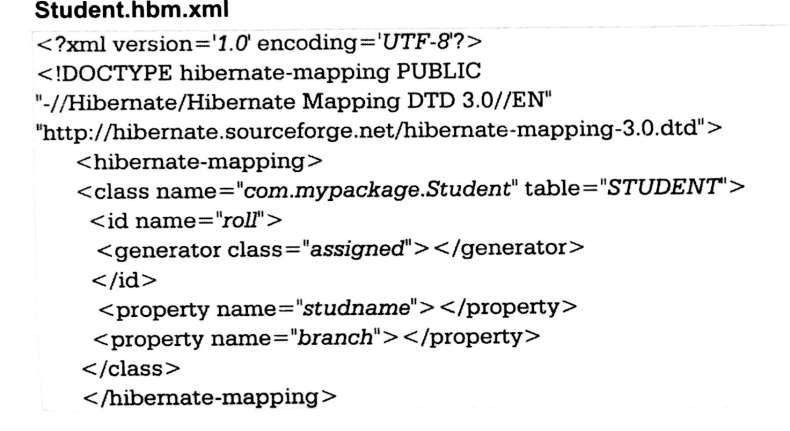 Student.hbm.xml
<?xml version='1.0' encoding='UTF-8'?>
<!DOCTYPE hibernate-mapping PUBLIC
"-//Hibernate/Hibernate Mapping DTD 3.0//EN"
"http://hibernate.sourceforge.net/hibernate-mapping-3.0.dtd">
<hibernate-mapping>
<class name="com.mypackage.Student" table="STUDENT">
<id name="roll">
<generator class="assigned"></generator>
</id>
<property name="studname"></property>
<property name="branch"></property>
</class>
</hibernate-mapping>